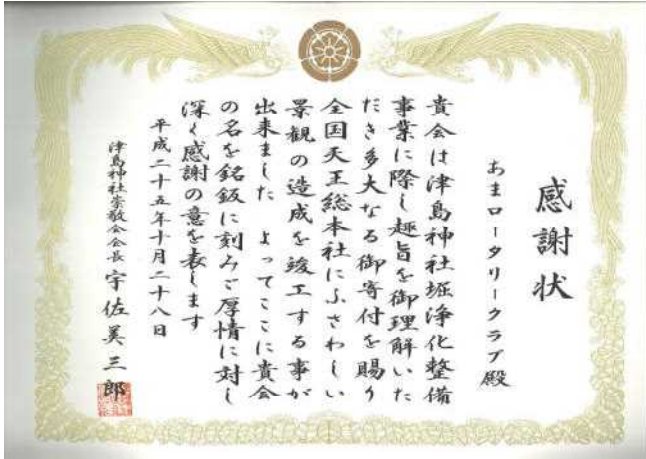 感謝状
あまロータリークラブ殿
貴会は津島神社堀浄化整備
事業に際し趣旨を御理解いた
だき多大なる御寄付を賜り
全国天王総本社にふさわしい
景観の造成を竣工する事が
出来ました よってここに貴会
の名を銘鈑に刻みご厚情に対し
深く感謝の意を表します
平成二十五年十月二十八日
津島神社崇敬会会長 宇佐美三郎